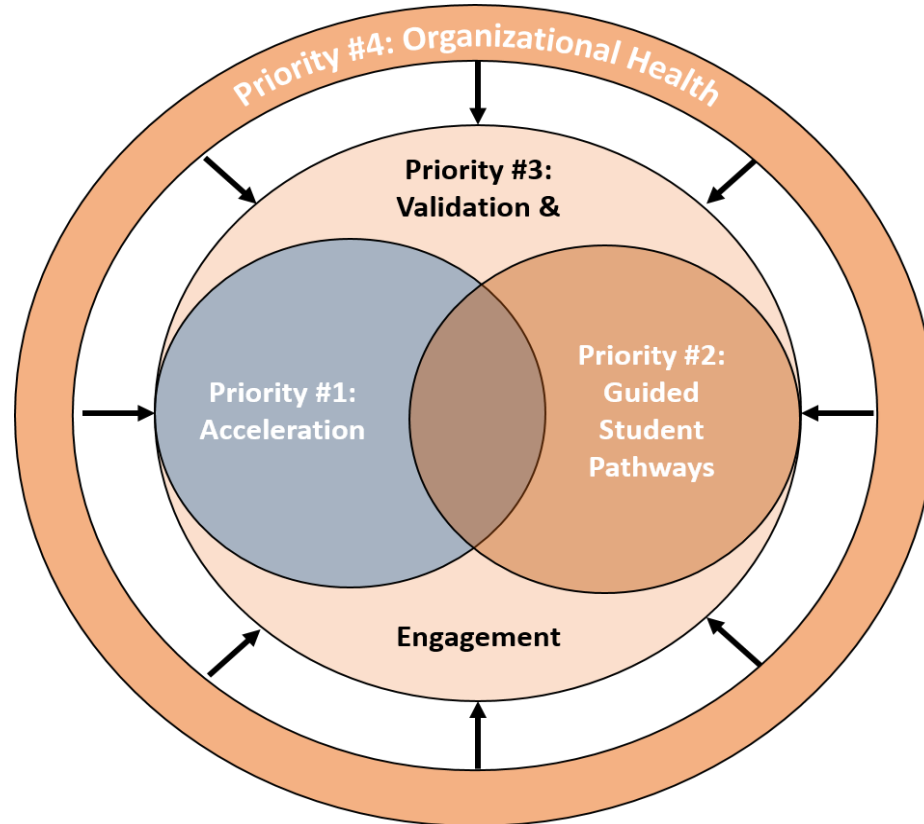 Priority #4: Organizational Health
Priority #3:
Validation &
Priority #1:
Acceleration
Priority #2:
Guided
Student
Pathways
Engagement